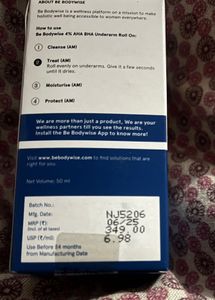 ABOUT BE BODYWISE
Be Bodywise is a wellness platform on a mission to make
holistic well being accessible to women everywhere.
How to use
Be Bodywise 4% AHA BHA Underarm Roll On:
1 Cleanse (AM)
2 Treat (AM)
Roll evenly on underarms. Give it a few seconds
until it dries.
3 Moisturise (AM)
4 Protect (AM)
We are more than just a product, We are your
wellness partners till you see the results.
Install the Be Bodywise App to know more!
Visit www.bebodywise.com to find solutions that are
right for you.
Net Volume: 50 ml
Batch No.:
NJ5206
Mfg. Date:
06/25
MRP (₹):
349.00
(Incl. of all taxes)
USP (₹/ml):
6.98
Use Before 24 months
from Manufacturing Date